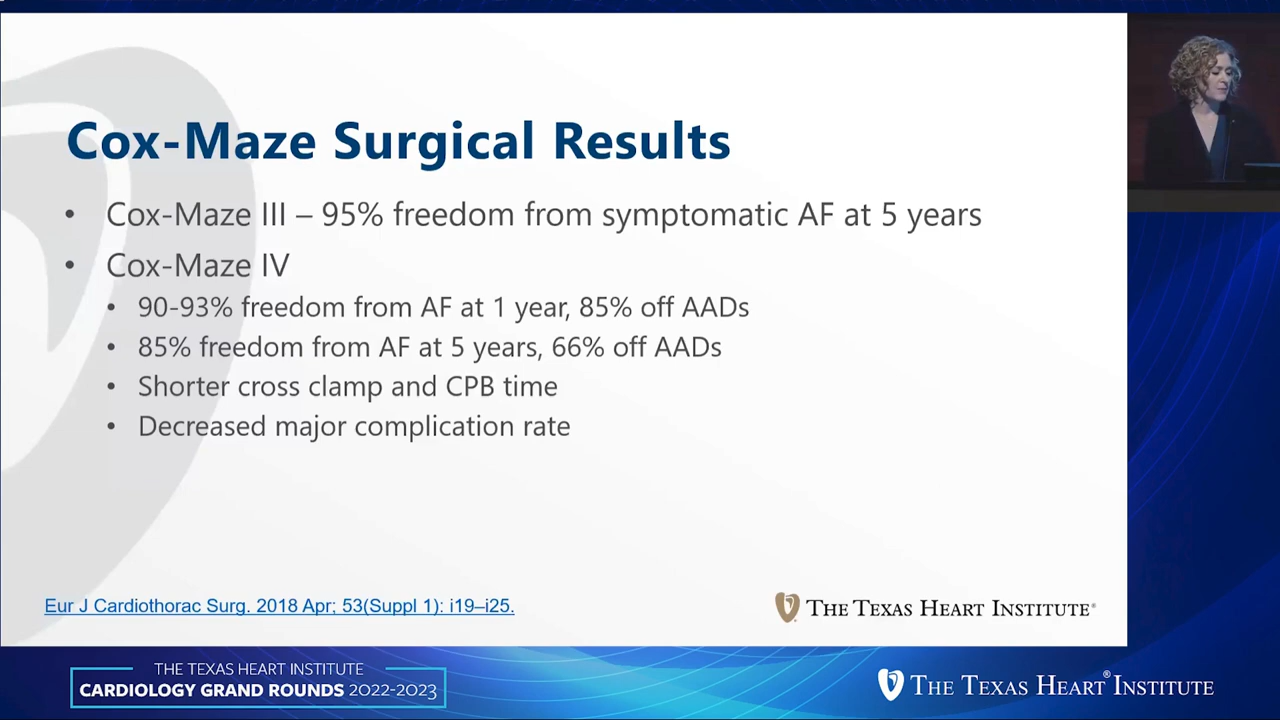 Cox-Maze Surgical Results
• Cox-Maze III – 95% freedom from symptomatic AF at 5 years
• Cox-Maze IV
• 90-93% freedom from AF at 1 year, 85% off AADs
• 85% freedom from AF at 5 years, 66% off AADs
• Shorter cross clamp and CPB time
• Decreased major complication rate
Eur J Cardiothorac Surg. 2018 Apr; 53(Suppl 1): i19–i25.
THE TEXAS HEART INSTITUTE®
THE TEXAS HEART INSTITUTE
CARDIOLOGY GRAND ROUNDS 2022-2023
THE TEXAS HEART® INSTITUTE